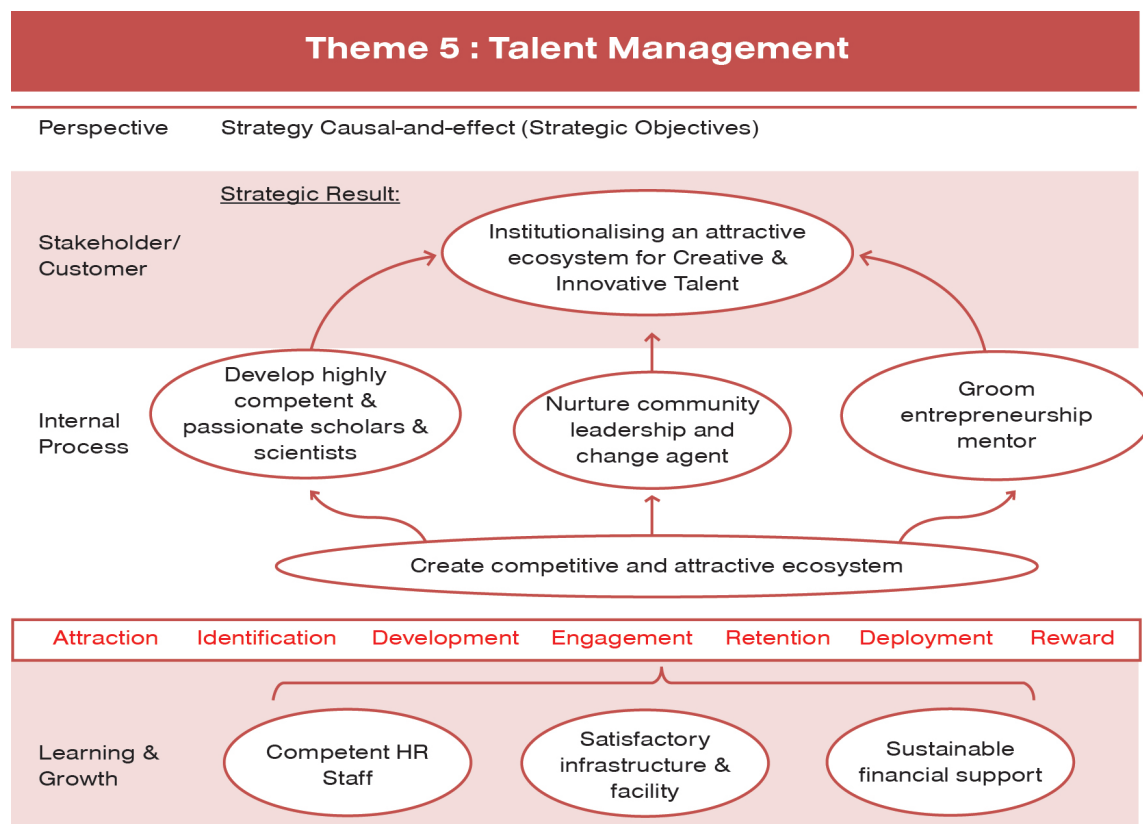 Theme 5 : Talent Management
Perspective
Strategy Causal-and-effect (Strategic Objectives)
Strategic Result:
Stakeholder/
Customer
Institutionalising an attractive
ecosystem for Creative &
Innovative Talent
Internal
Process
Develop highly
competent &
passionate scholars &
scientists
Nurture community
leadership and
change agent
Groom
entrepreneurship
mentor
Create competitive and attractive ecosystem
Attraction Identification Development Engagement Retention Deployment Reward
Learning &
Growth
Competent HR
Staff
Satisfactory
infrastructure &
facility
Sustainable
financial support